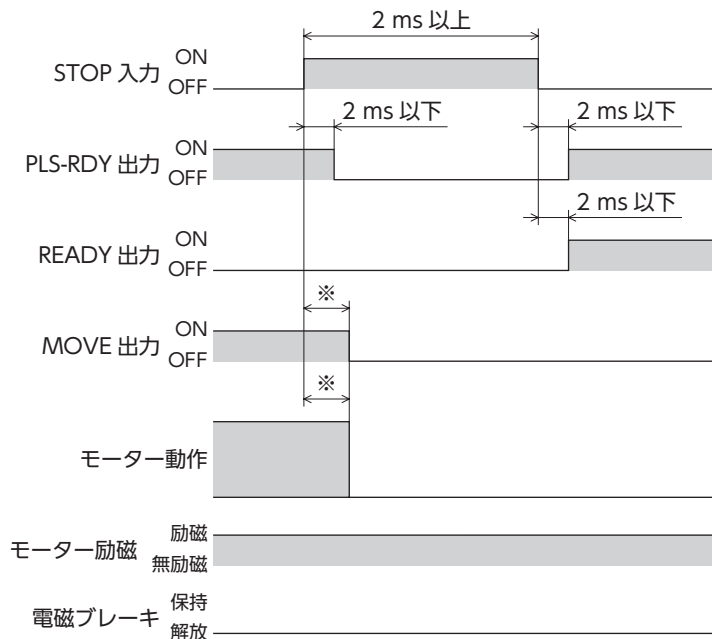 2 ms 以上
STOP 入力 ON
OFF
2 ms 以下 2 ms 以下
PLS-RDY 出力 ON
OFF
2 ms 以下
READY 出力 ON
OFF
※
MOVE 出力 ON
OFF
※
モーター動作
モーター励磁 励磁
無励磁
電磁ブレーキ 保持
解放